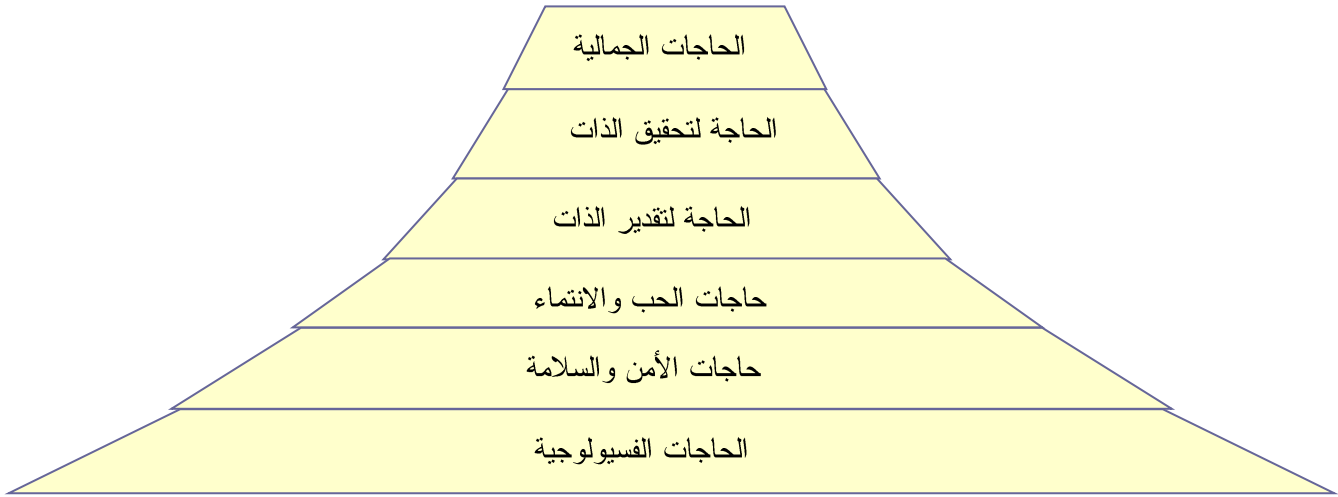 الحاجات الجمالية
الحاجة لتحقيق الذات
الحاجة لتقدير الذات
حاجات الحب والانتماء
حاجات الأمن والسلامة
الحاجات الفسيولوجية